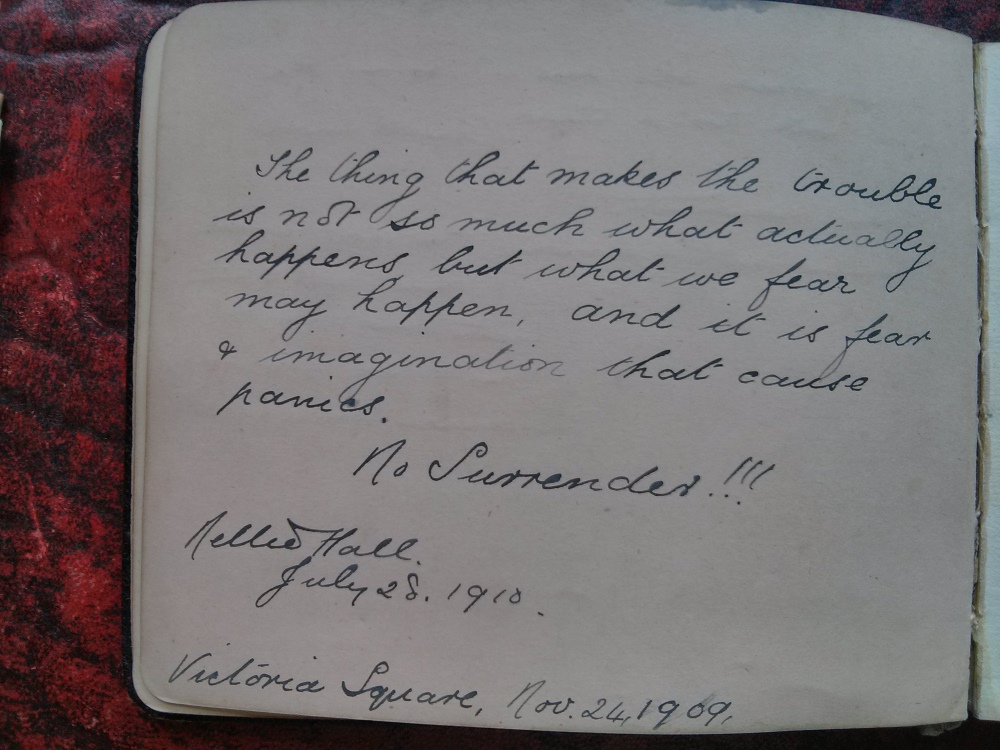 The thing that makes the trouble
is not so much what actually
happens, but what we fear
may happen, and it is fear
& imagination that cause
panics.
No Surrender!!!
Nellie Hall.
July 28. 1910.
Victoria Square, Nov. 24, 1909.